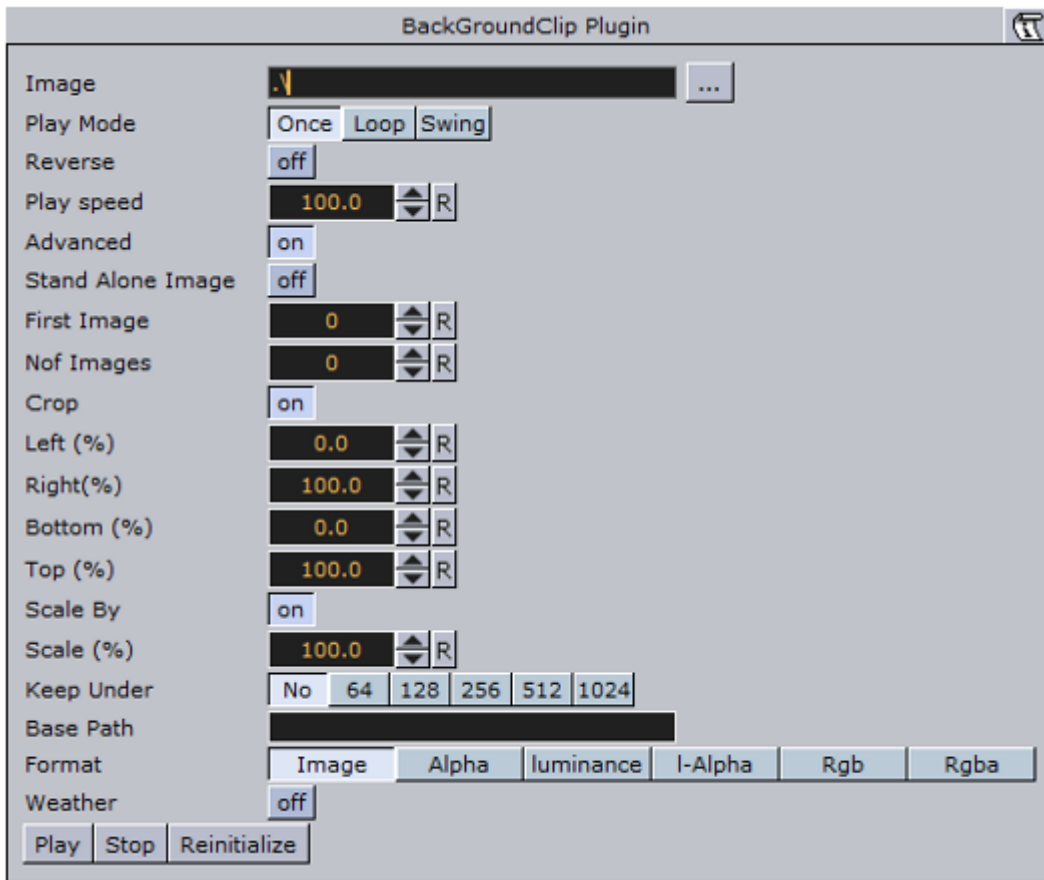 BackGroundClip Plugin
Image .\ ...
Play Mode Once Loop Swing
Reverse off
Play speed 100.0 R
Advanced on
Stand Alone Image off
First Image 0 R
Nof Images 0 R
Crop on
Left (%) 0.0 R
Right(%) 100.0 R
Bottom (%) 0.0 R
Top (%) 100.0 R
Scale By on
Scale (%) 100.0 R
Keep Under No 64 128 256 512 1024
Base Path
Format Image Alpha luminance l-Alpha Rgb Rgba
Weather off
Play Stop Reinitialize